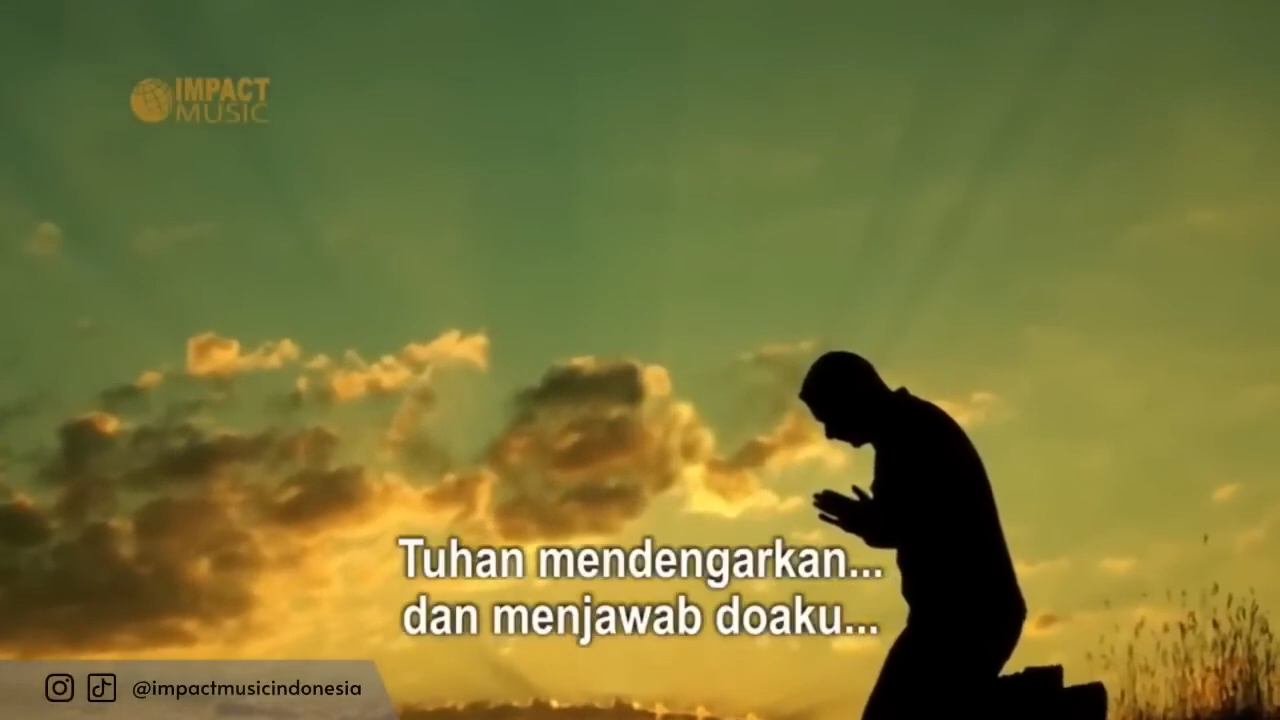 IMPACT
MUSIC
Tuhan mendengarkan...
dan menjawab doaku...
@impactmusicindonesia